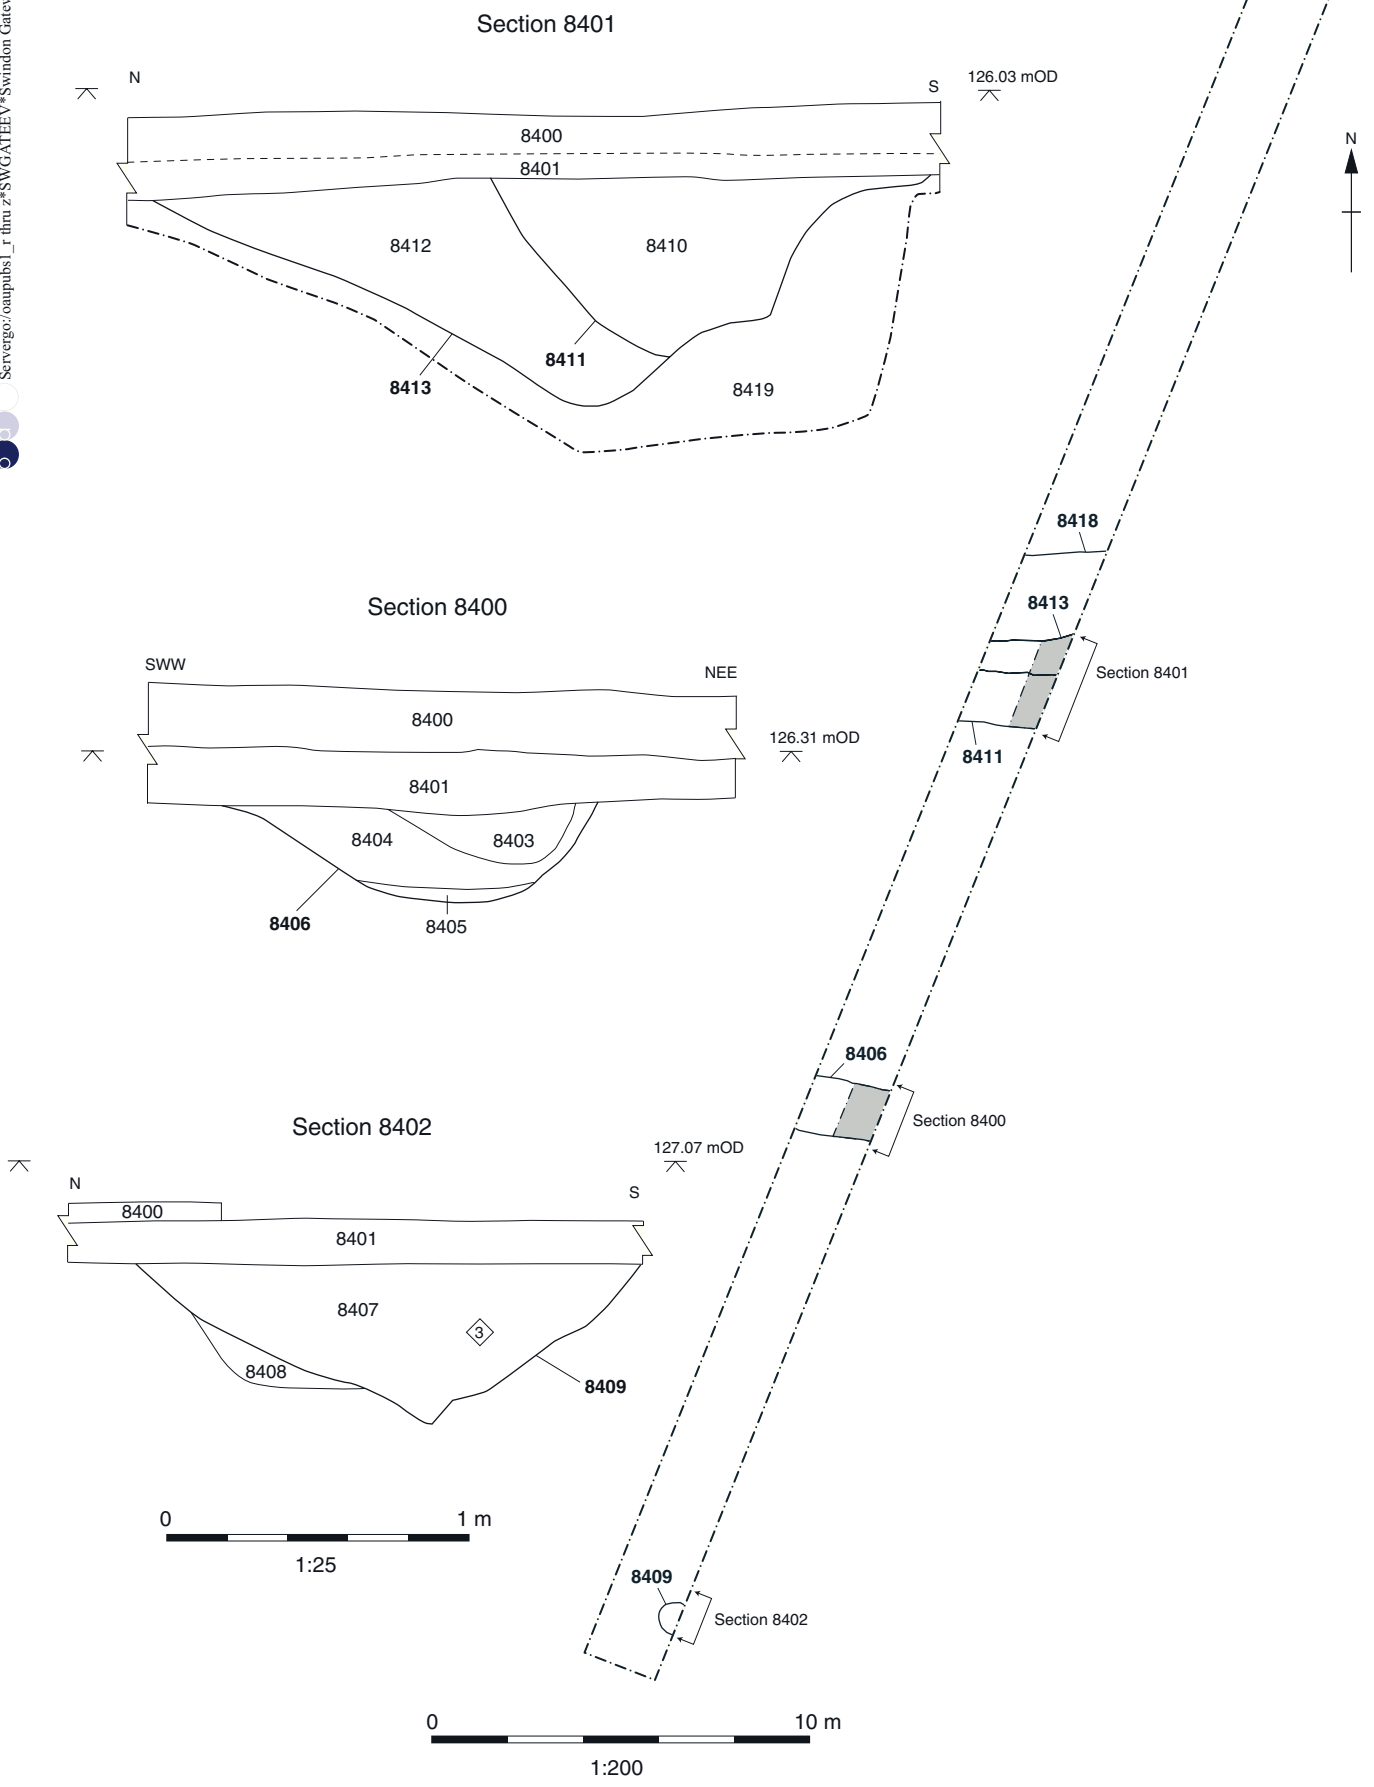 Servergo:/oaupubs1_r thru z*SWGATEEV*Swindon Gatev
Section 8401
N
S
126.03 mOD
8400
8401
8412
8410
8411
8413
8419
N
8418
8413
Section 8401
8411
Section 8400
SWW
NEE
8400
126.31 mOD
8401
8404
8403
8406
8405
8406
Section 8400
Section 8402
127.07 mOD
N
S
8400
8401
8407
3
8408
8409
0
1 m
1:25
8409
Section 8402
0
10 m
1:200